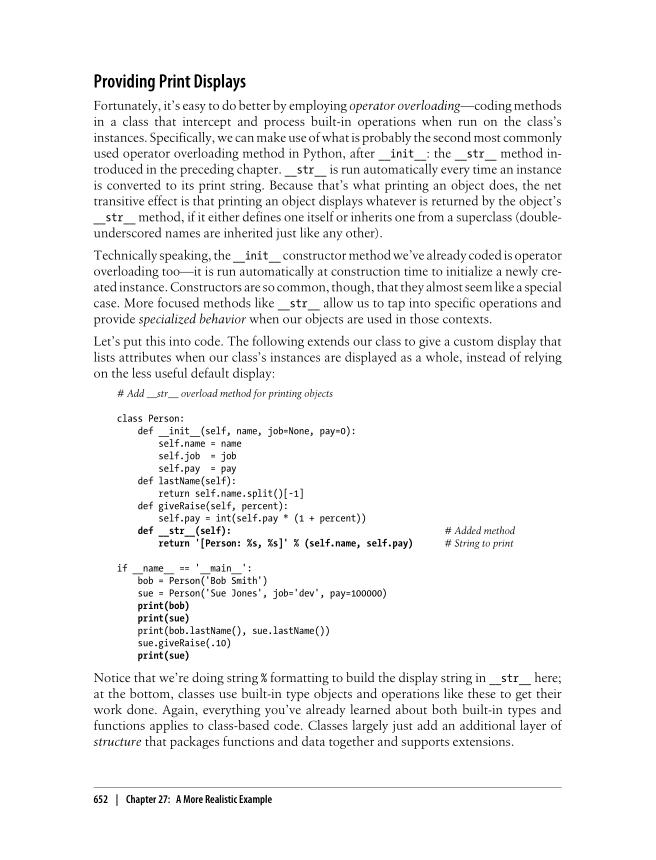 Providing Print Displays
Fortunately, it's easy to do better by employing operator overloading—coding methods
in a class that intercept and process built-in operations when run on the class's
instances. Specifically, we can make use of what is probably the second most commonly
used operator overloading method in Python, after __init__: the __str__ method in-
troduced in the preceding chapter. __str__ is run automatically every time an instance
is converted to its print string. Because that's what printing an object does, the net
transitive effect is that printing an object displays whatever is returned by the object's
__str__ method, if it either defines one itself or inherits one from a superclass (double-
underscored names are inherited just like any other).
Technically speaking, the __init__ constructor method we've already coded is operator
overloading too—it is run automatically at construction time to initialize a newly cre-
ated instance. Constructors are so common, though, that they almost seem like a special
case. More focused methods like __str__ allow us to tap into specific operations and
provide specialized behavior when our objects are used in those contexts.
Let's put this into code. The following extends our class to give a custom display that
lists attributes when our class's instances are displayed as a whole, instead of relying
on the less useful default display:
# Add __str__ overload method for printing objects
class Person:
    def __init__(self, name, job=None, pay=0):
        self.name = name
        self.job  = job
        self.pay  = pay
    def lastName(self):
        return self.name.split()[-1]
    def giveRaise(self, percent):
        self.pay = int(self.pay * (1 + percent))
    def __str__(self):                                        # Added method
        return '[Person: %s, %s]' % (self.name, self.pay)     # String to print
if __name__ == '__main__':
    bob = Person('Bob Smith')
    sue = Person('Sue Jones', job='dev', pay=100000)
    print(bob)
    print(sue)
    print(bob.lastName(), sue.lastName())
    sue.giveRaise(.10)
    print(sue)
Notice that we're doing string % formatting to build the display string in __str__ here;
at the bottom, classes use built-in type objects and operations like these to get their
work done. Again, everything you've already learned about both built-in types and
functions applies to class-based code. Classes largely just add an additional layer of
structure that packages functions and data together and supports extensions.
652 | Chapter 27: A More Realistic Example